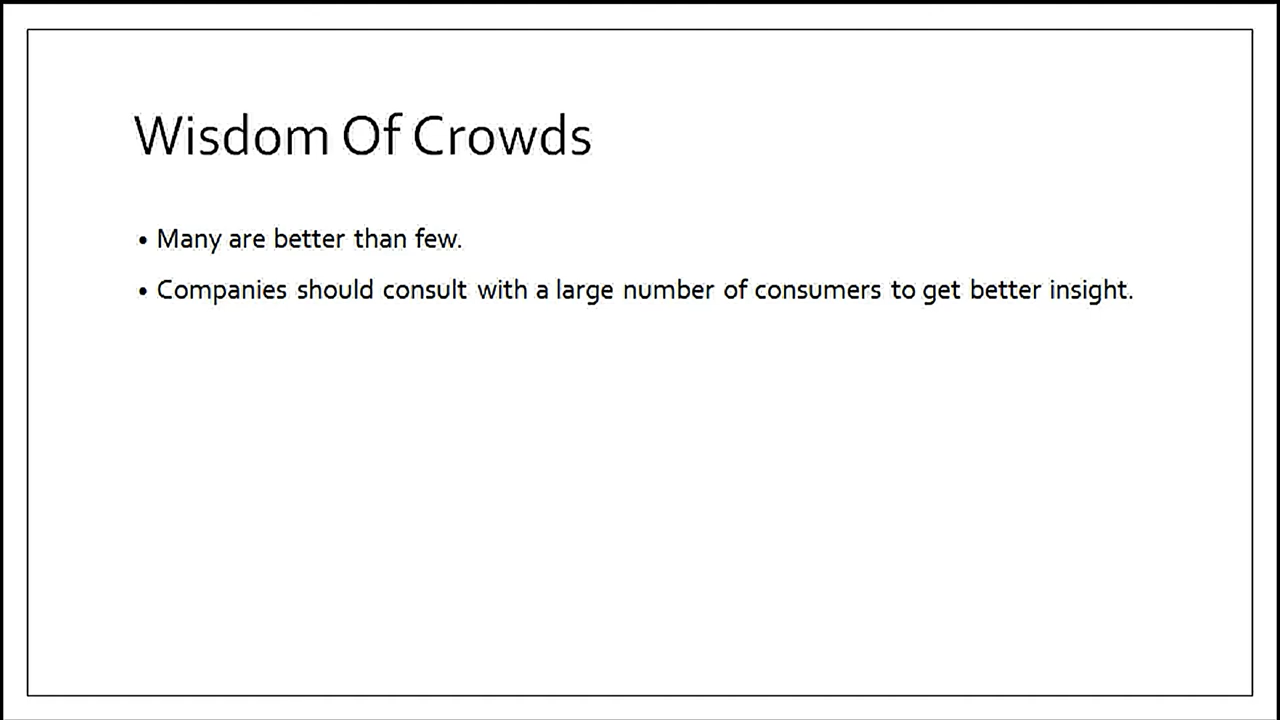 Wisdom Of Crowds
• Many are better than few.
• Companies should consult with a large number of consumers to get better insight.